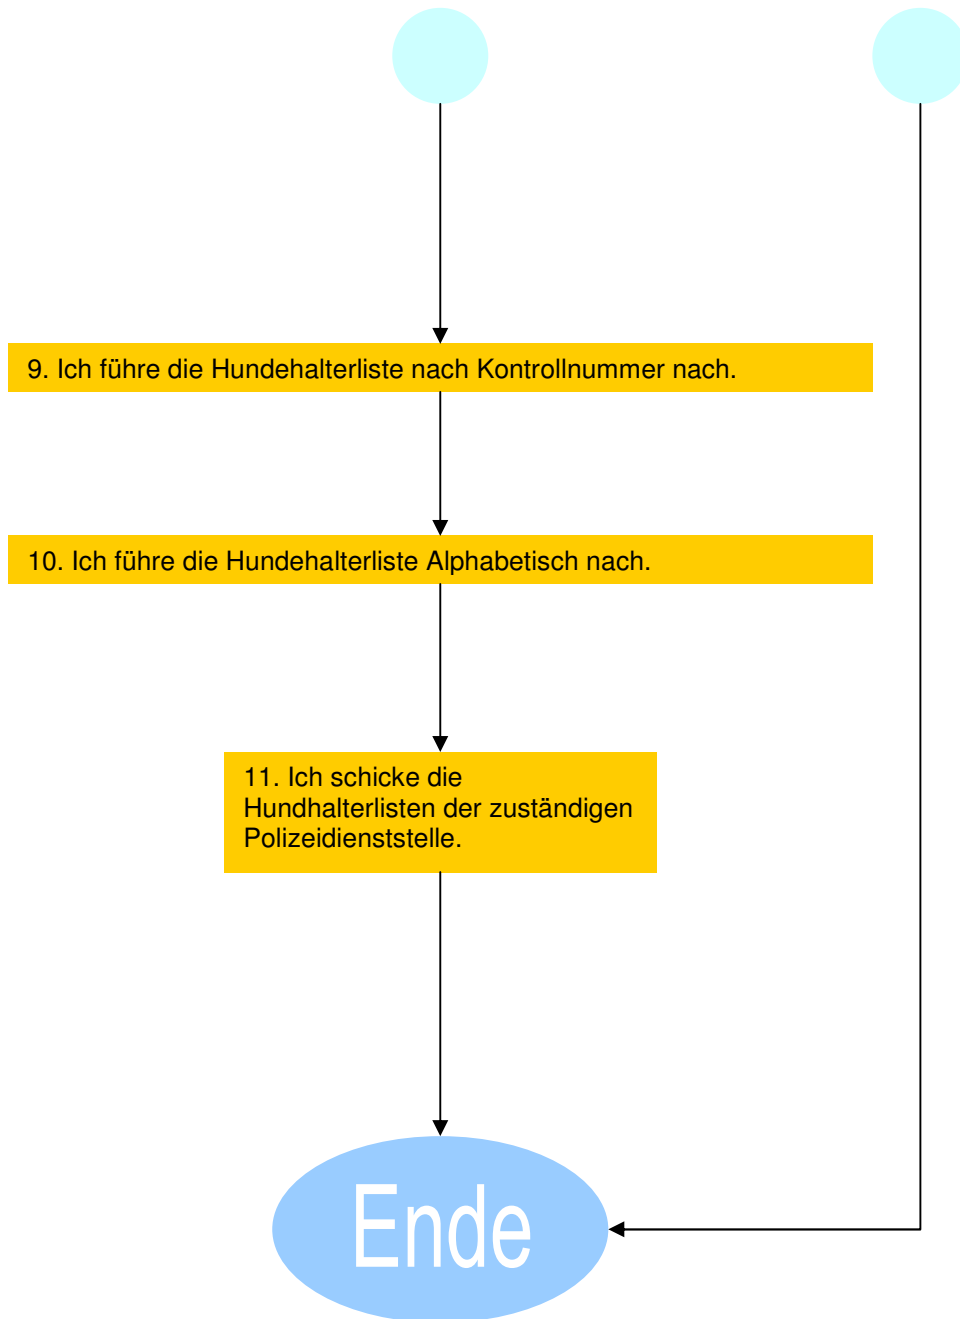 9. Ich führe die Hundehalterliste nach Kontrollnummer nach.
10. Ich führe die Hundehalterliste Alphabetisch nach.
11. Ich schicke die
Hundhalterlisten der zuständigen
Polizeidienststelle.
Ende